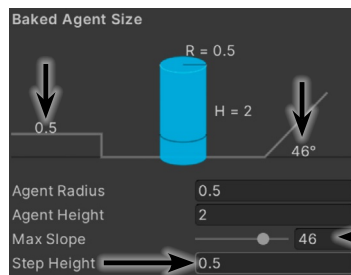 Baked Agent Size
R = 0.5
0.5
H = 2
46°
Agent Radius 0.5
Agent Height 2
Max Slope 46
Step Height 0.5